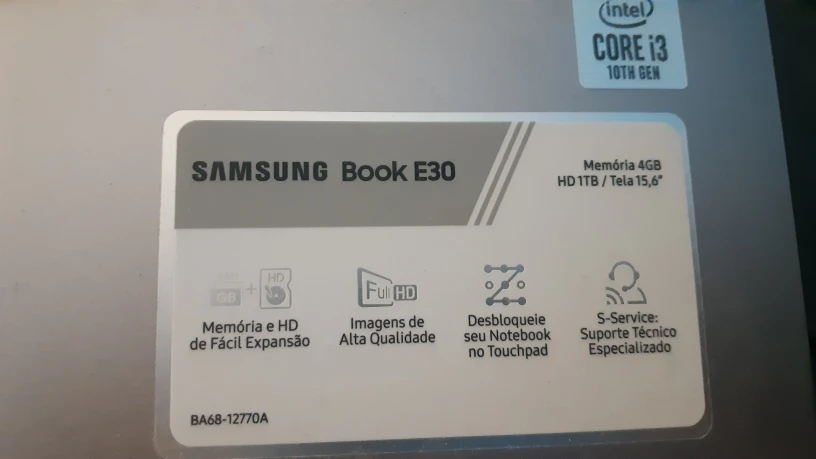 intel
CORE i3
10TH GEN
SAMSUNG Book E30
Memória 4GB
HD 1TB / Tela 15,6"
GB + HD
Full HD
Memória e HD
de Fácil Expansão
Imagens de
Alta Qualidade
Desbloqueie
seu Notebook
no Touchpad
S-Service:
Suporte Técnico
Especializado
BA68-12770A